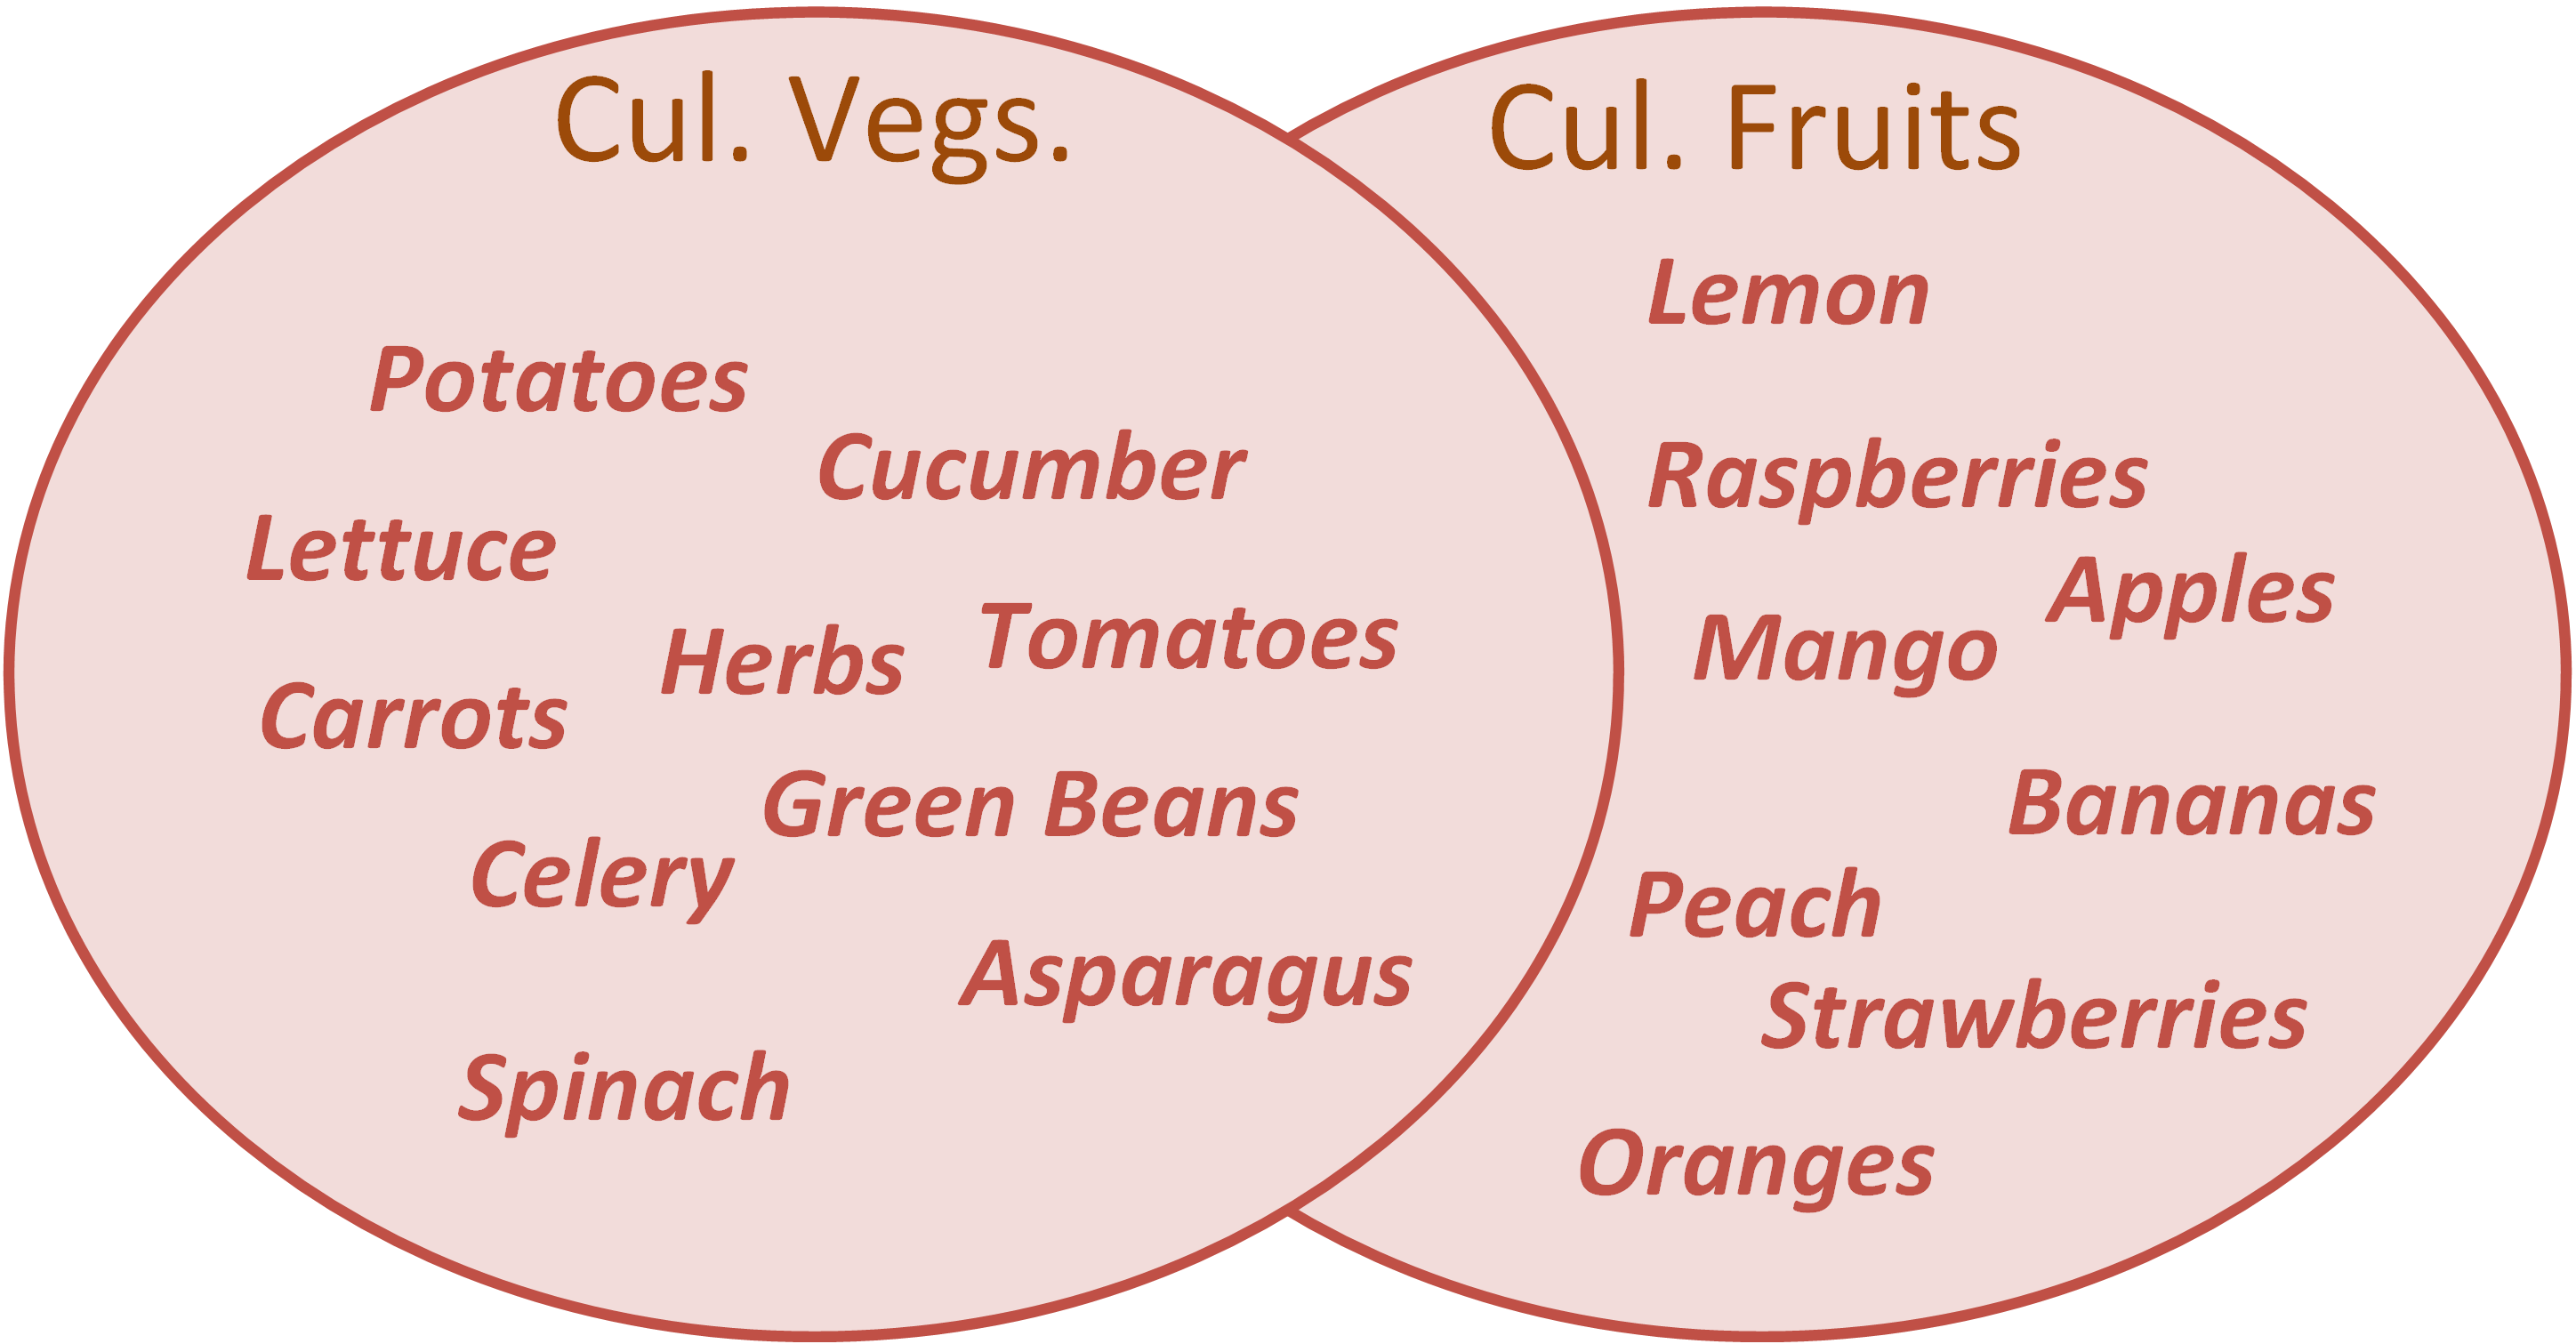 Cul. Vegs.
Potatoes
Cucumber
Lettuce
Herbs
Tomatoes
Carrots
Green Beans
Celery
Asparagus
Spinach
Cul. Fruits
Lemon
Raspberries
Apples
Mango
Bananas
Peach
Strawberries
Oranges